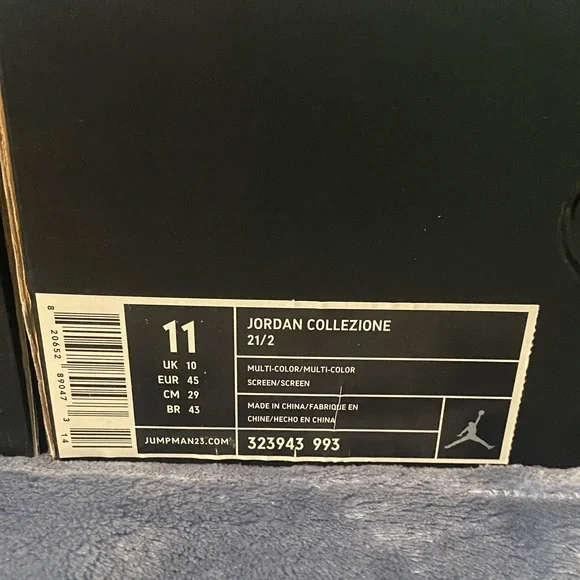 8 20652 89047 3 14
11
UK 10
EUR 45
CM 29
BR 43
JUMPMAN23.COM
JORDAN COLLEZIONE
21/2
MULTI-COLOR/MULTI-COLOR
SCREEN/SCREEN
MADE IN CHINA/FABRIQUE EN
CHINE/HECHO EN CHINA
323943 993